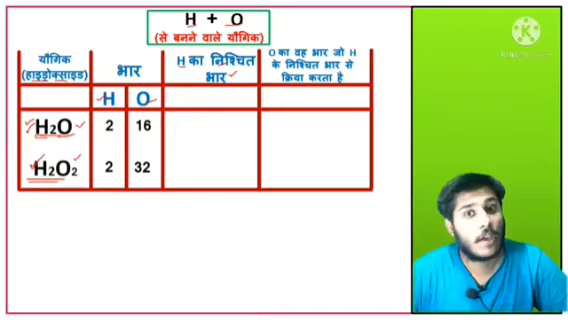 H + O
(से बनने वाले यौगिक)
यौगिक
(हाइड्रोक्साइड)
भार
H का निश्चित
भार
O का वह भार जो H
के निश्चित भार से
क्रिया करता है
H O
H2O 2 16
H2O2 2 32